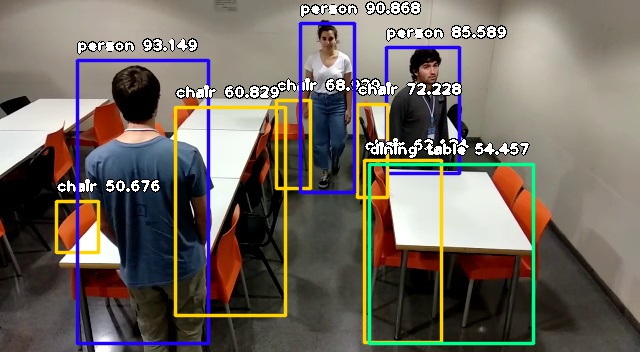 person 90.868
person 85.589
person 93.149
chair 60.829
chair 72.228
dining table 54.457
chair 50.676